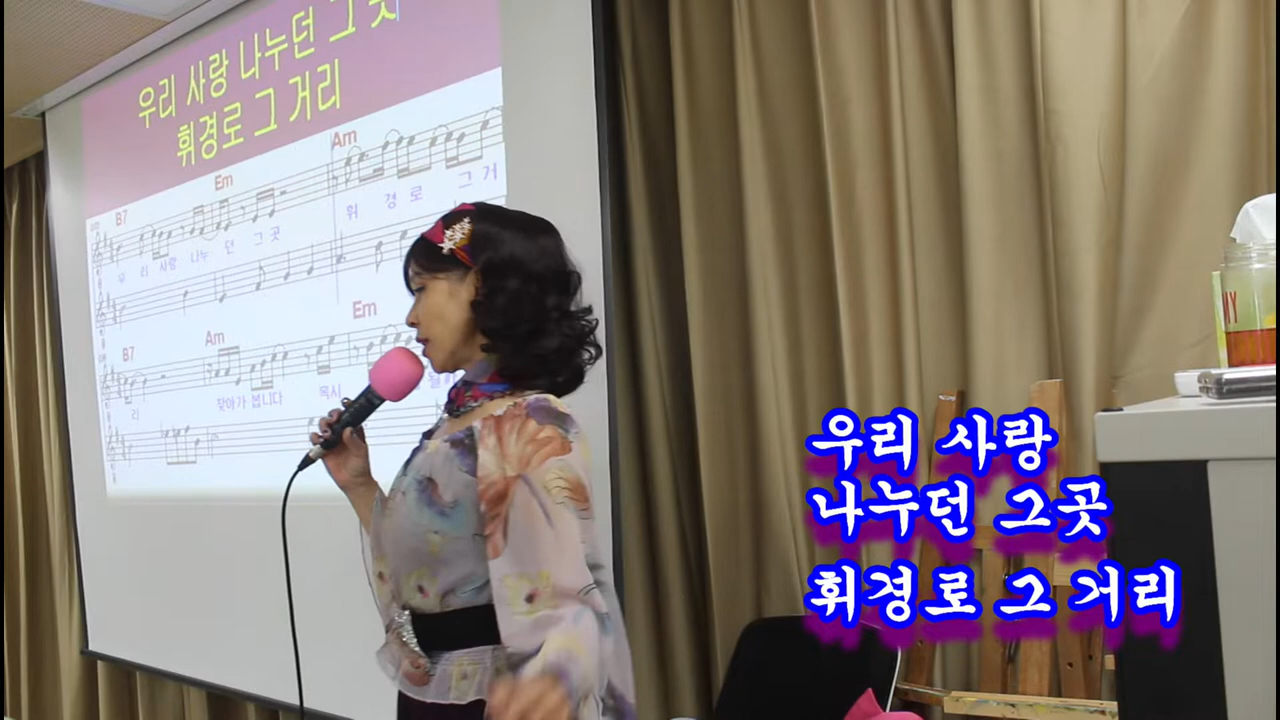 우리 사랑 나누던 그 곳
휘경로 그 거리
B7 Em Am
우 리 사랑 나누 던 그 곳 휘 경 로 그 거
B7 Am Em
리 찾아가 봅니다 혹시
우리 사랑
나누던 그곳
휘경로 그 거리
NY